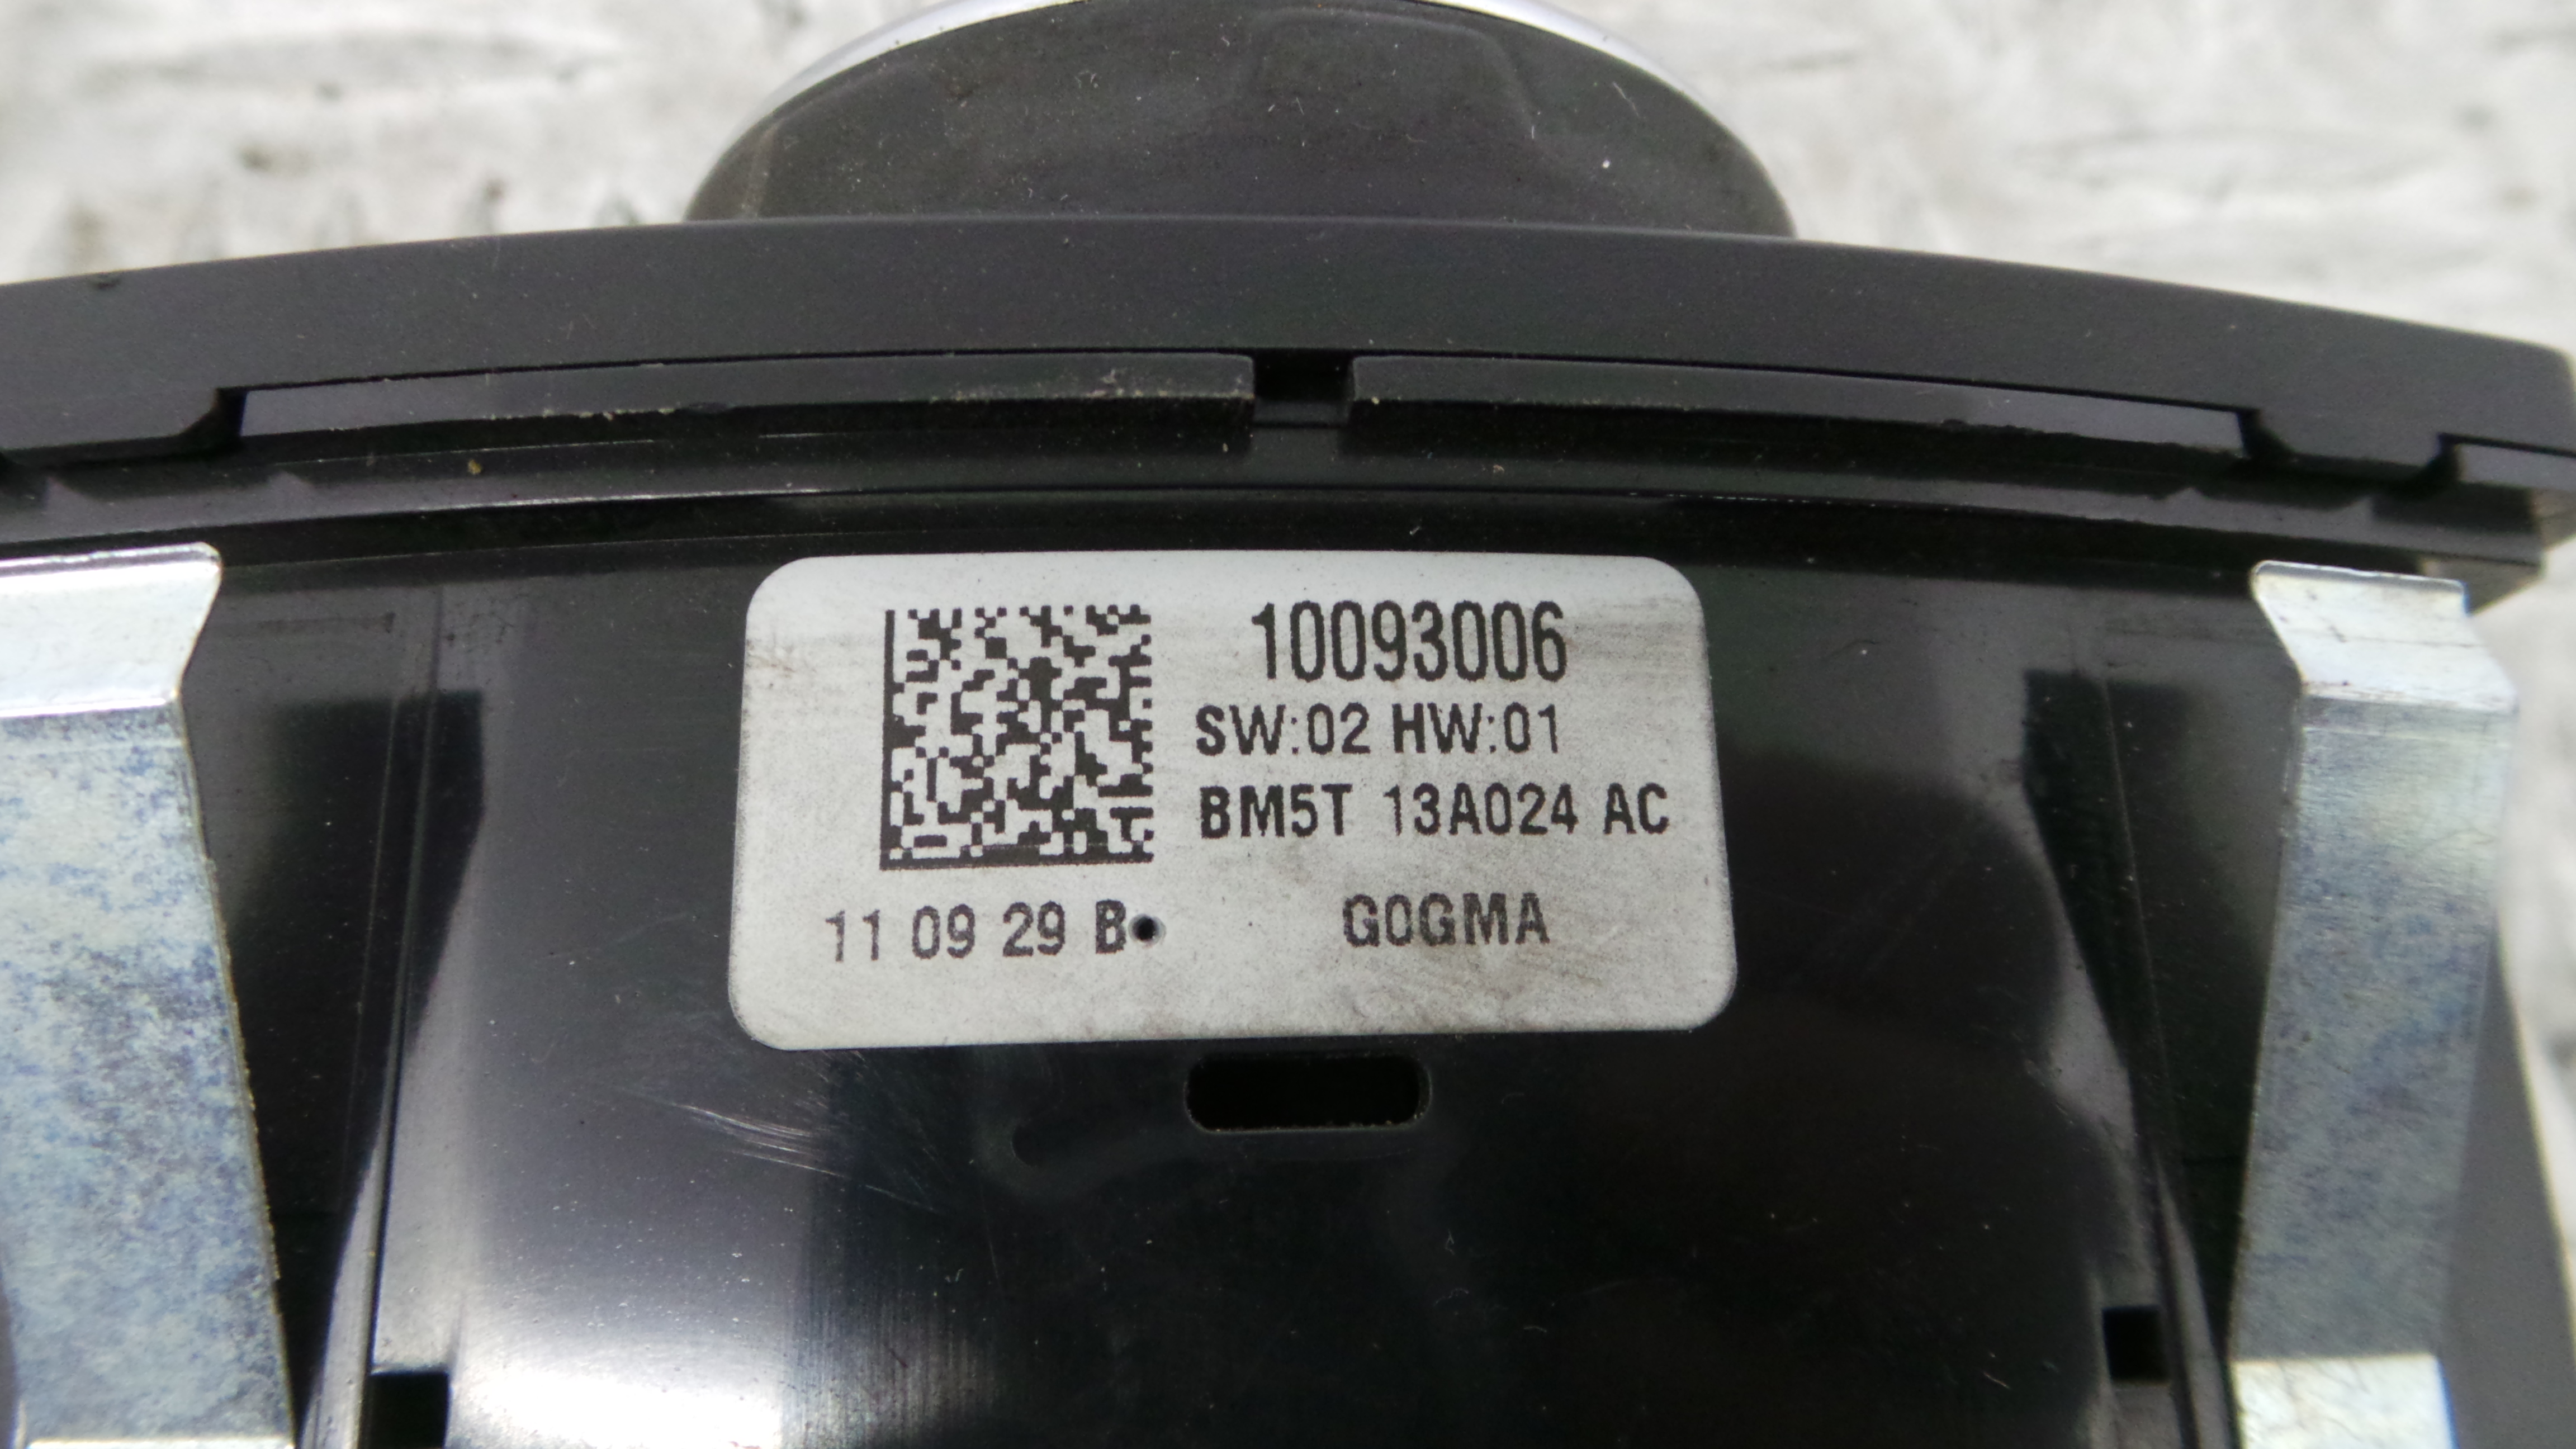 10093006
SW:02 HW:01
BM5T 13A024 AC
11 09 29 B
G0GMA